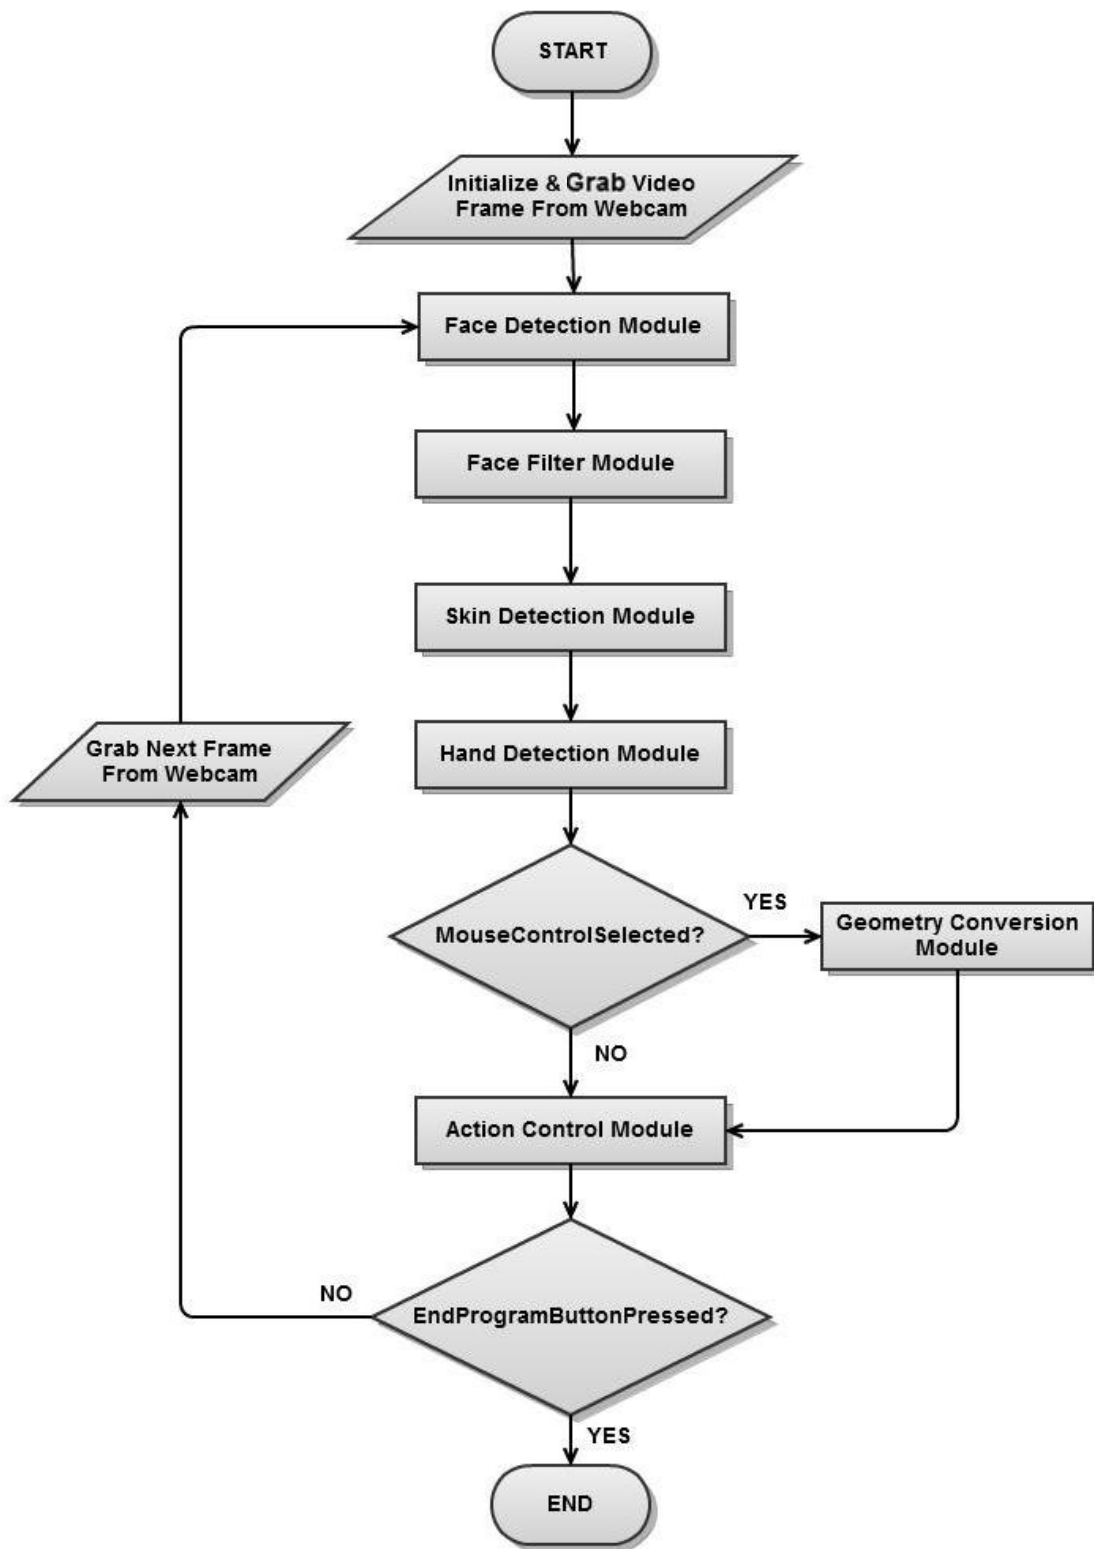 START
Initialize & Grab Video
Frame From Webcam
Face Detection Module
Face Filter Module
Skin Detection Module
Grab Next Frame
From Webcam
Hand Detection Module
MouseControlSelected?
YES
Geometry Conversion
Module
NO
Action Control Module
NO
EndProgramButtonPressed?
YES
END